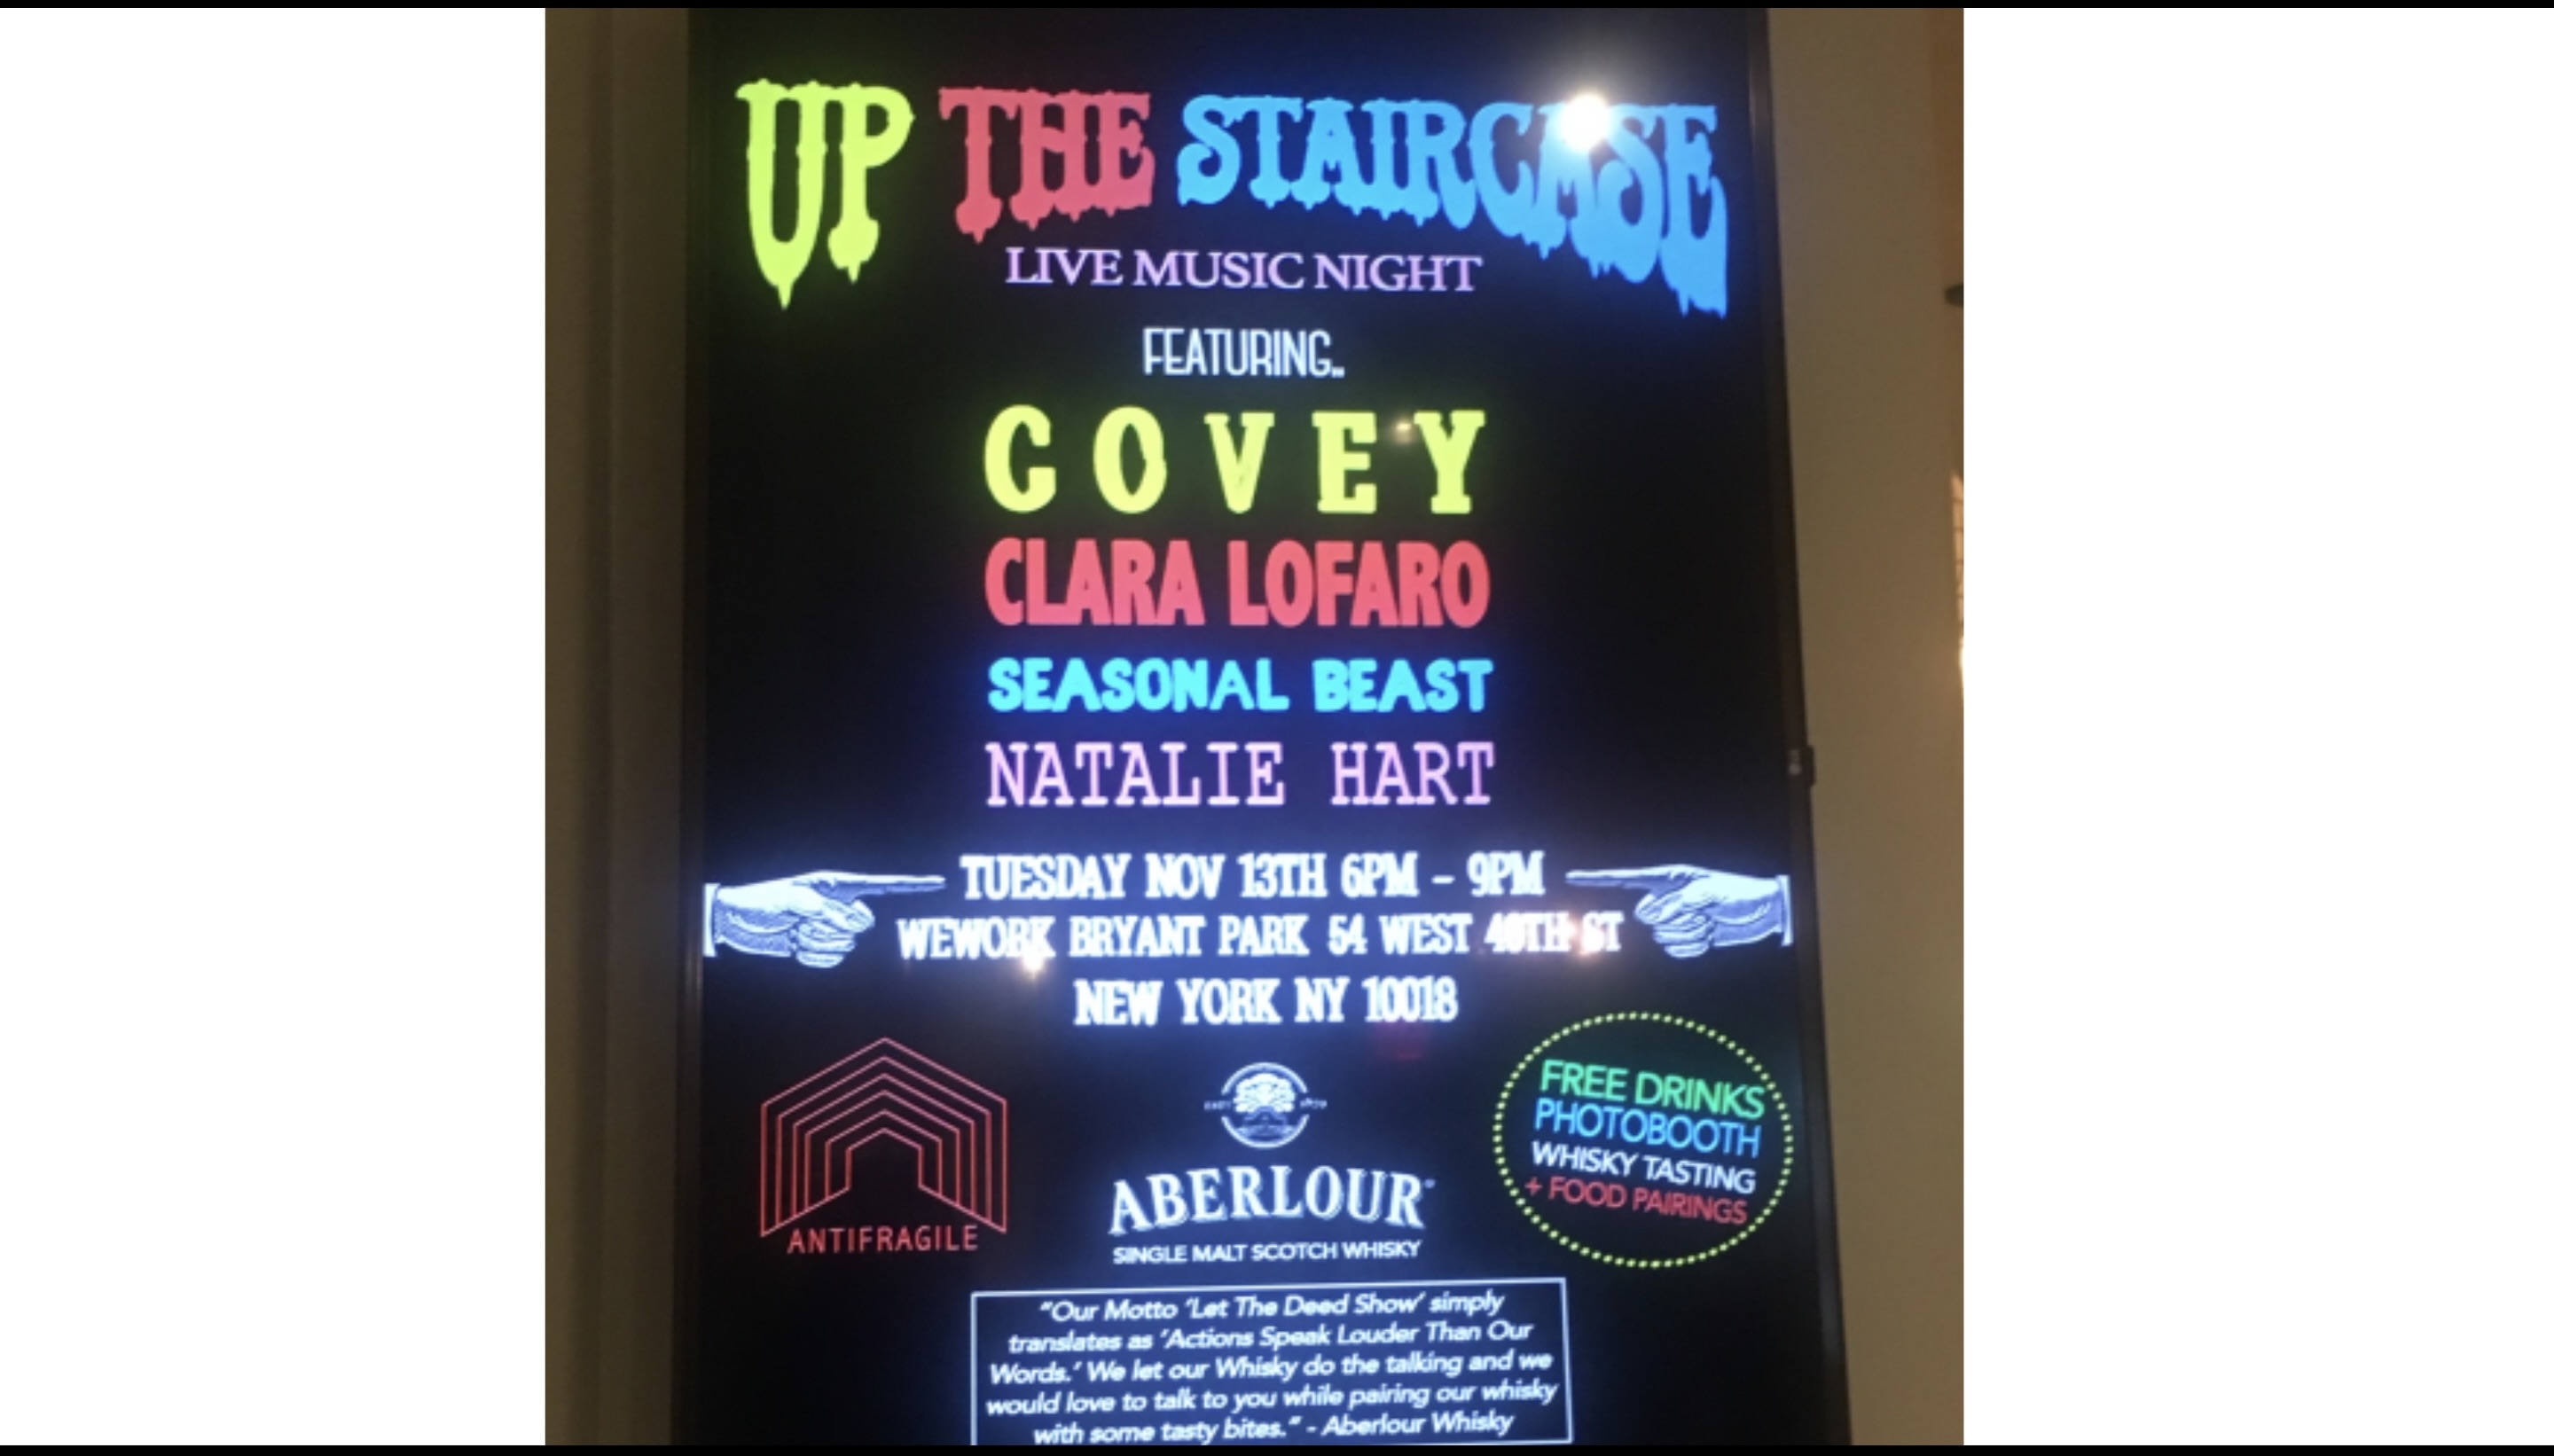 UP THE STAIRCASE
LIVE MUSIC NIGHT
FEATURING..
COVEY
CLARA LOFARO
SEASONAL BEAST
NATALIE HART
TUESDAY NOV 13TH 6PM - 9PM
WEWORK BRYANT PARK 54 WEST 40TH ST
NEW YORK NY 10018
ANTIFRAGILE
ABERLOUR
SINGLE MALT SCOTCH WHISKY
FREE DRINKS
PHOTOBOOTH
WHISKY TASTING
+ FOOD PAIRINGS
"Our Motto 'Let The Deed Show' simply
translates as 'Actions Speak Louder Than Our
Words.' We let our Whisky do the talking and we
would love to talk to you while pairing our whisky
with some tasty bites." - Aberlour Whisky